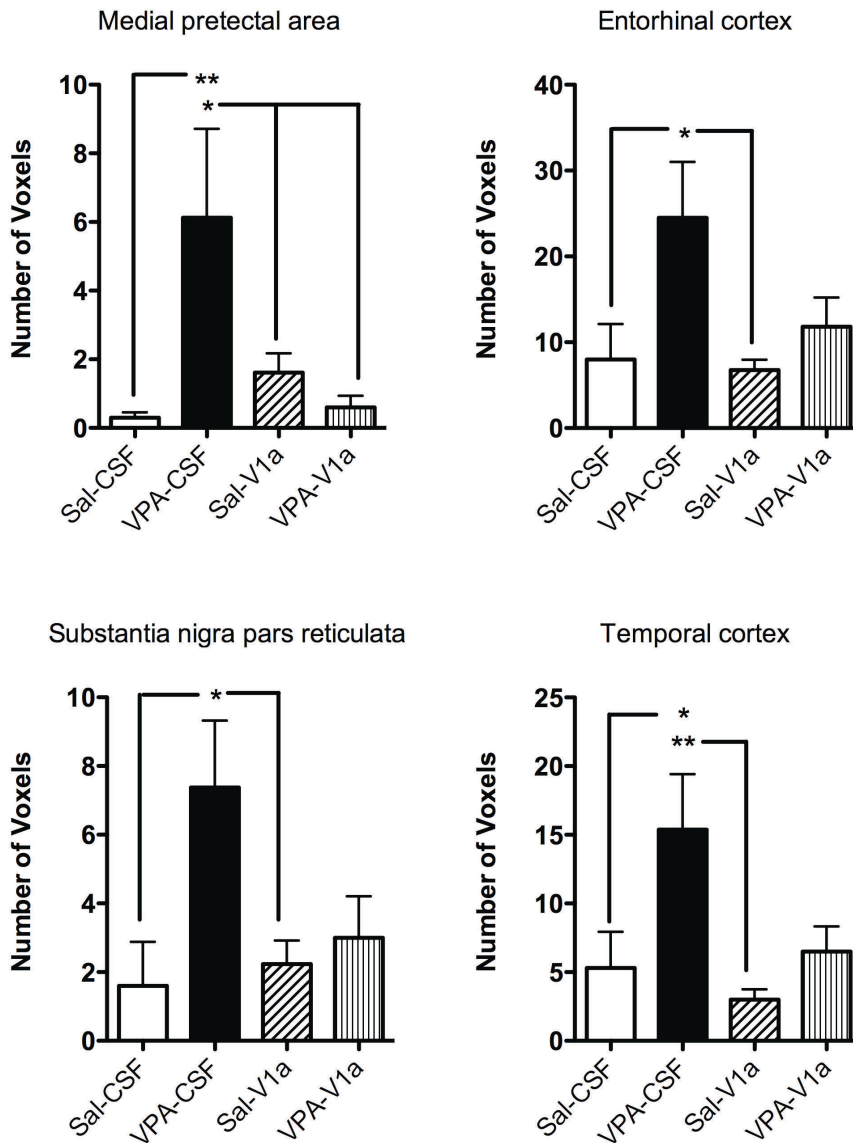 Medial pretectal area
**
*
10
8
6
4
2
0
Number of Voxels
Sal-CSF
VPA-CSF
Sal-V1a
VPA-V1a
Entorhinal cortex
*
40
30
20
10
0
Number of Voxels
Sal-CSF
VPA-CSF
Sal-V1a
VPA-V1a
Substantia nigra pars reticulata
*
10
8
6
4
2
0
Number of Voxels
Sal-CSF
VPA-CSF
Sal-V1a
VPA-V1a
Temporal cortex
*
**
25
20
15
10
5
0
Number of Voxels
Sal-CSF
VPA-CSF
Sal-V1a
VPA-V1a